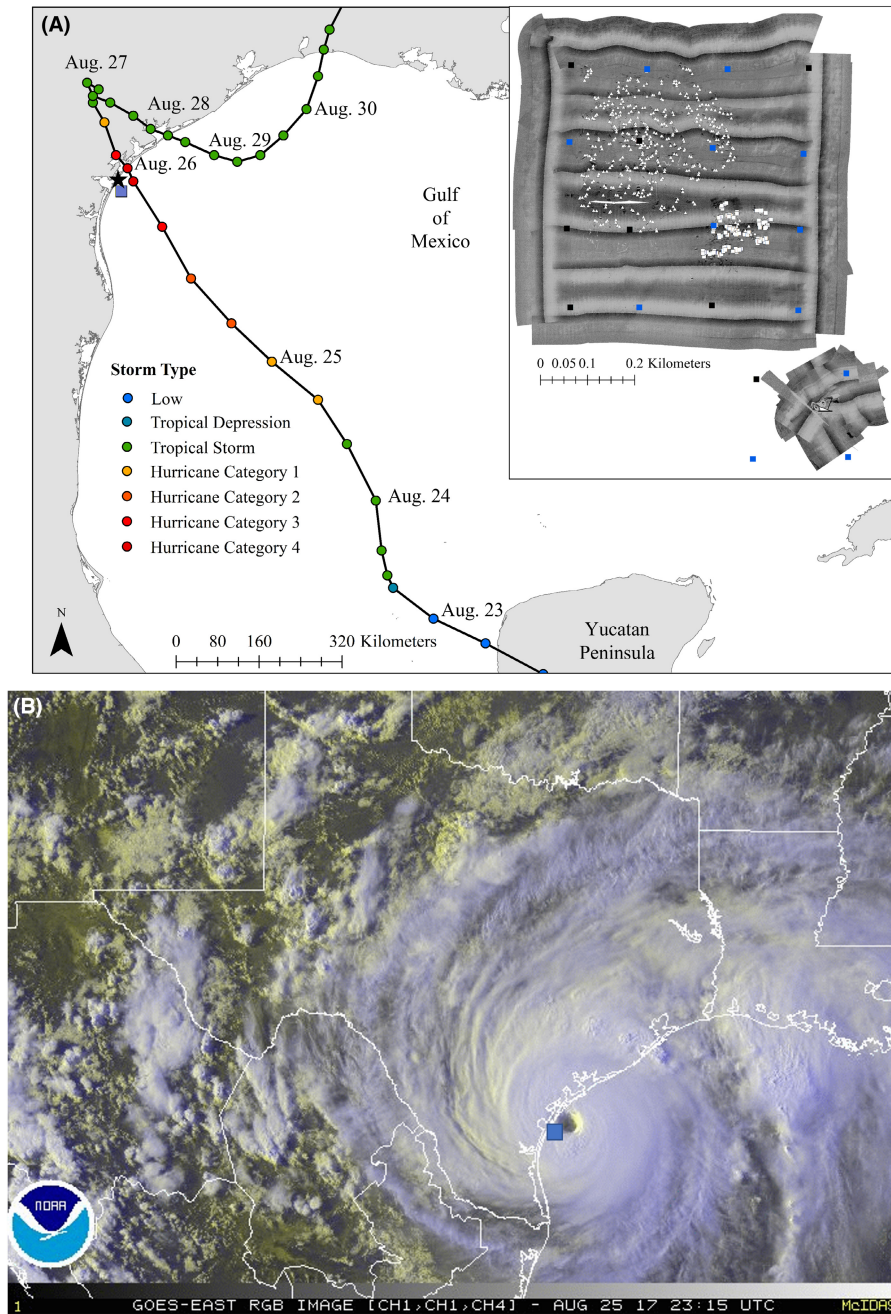 (A)
Aug. 27
Aug. 28
Aug. 29
Aug. 30
Aug. 26
Gulf
of
Mexico
Aug. 25
Storm Type
Low
Tropical Depression
Tropical Storm
Hurricane Category 1
Hurricane Category 2
Hurricane Category 3
Hurricane Category 4
Aug. 24
Aug. 23
N
0 80 160 320 Kilometers
Yucatan
Peninsula
0 0.05 0.1 0.2 Kilometers
(B)
NOAA
1 GOES-EAST RGB IMAGE [CH1,CH1,CH4] - AUG 25 17 23:15 UTC McIDAS